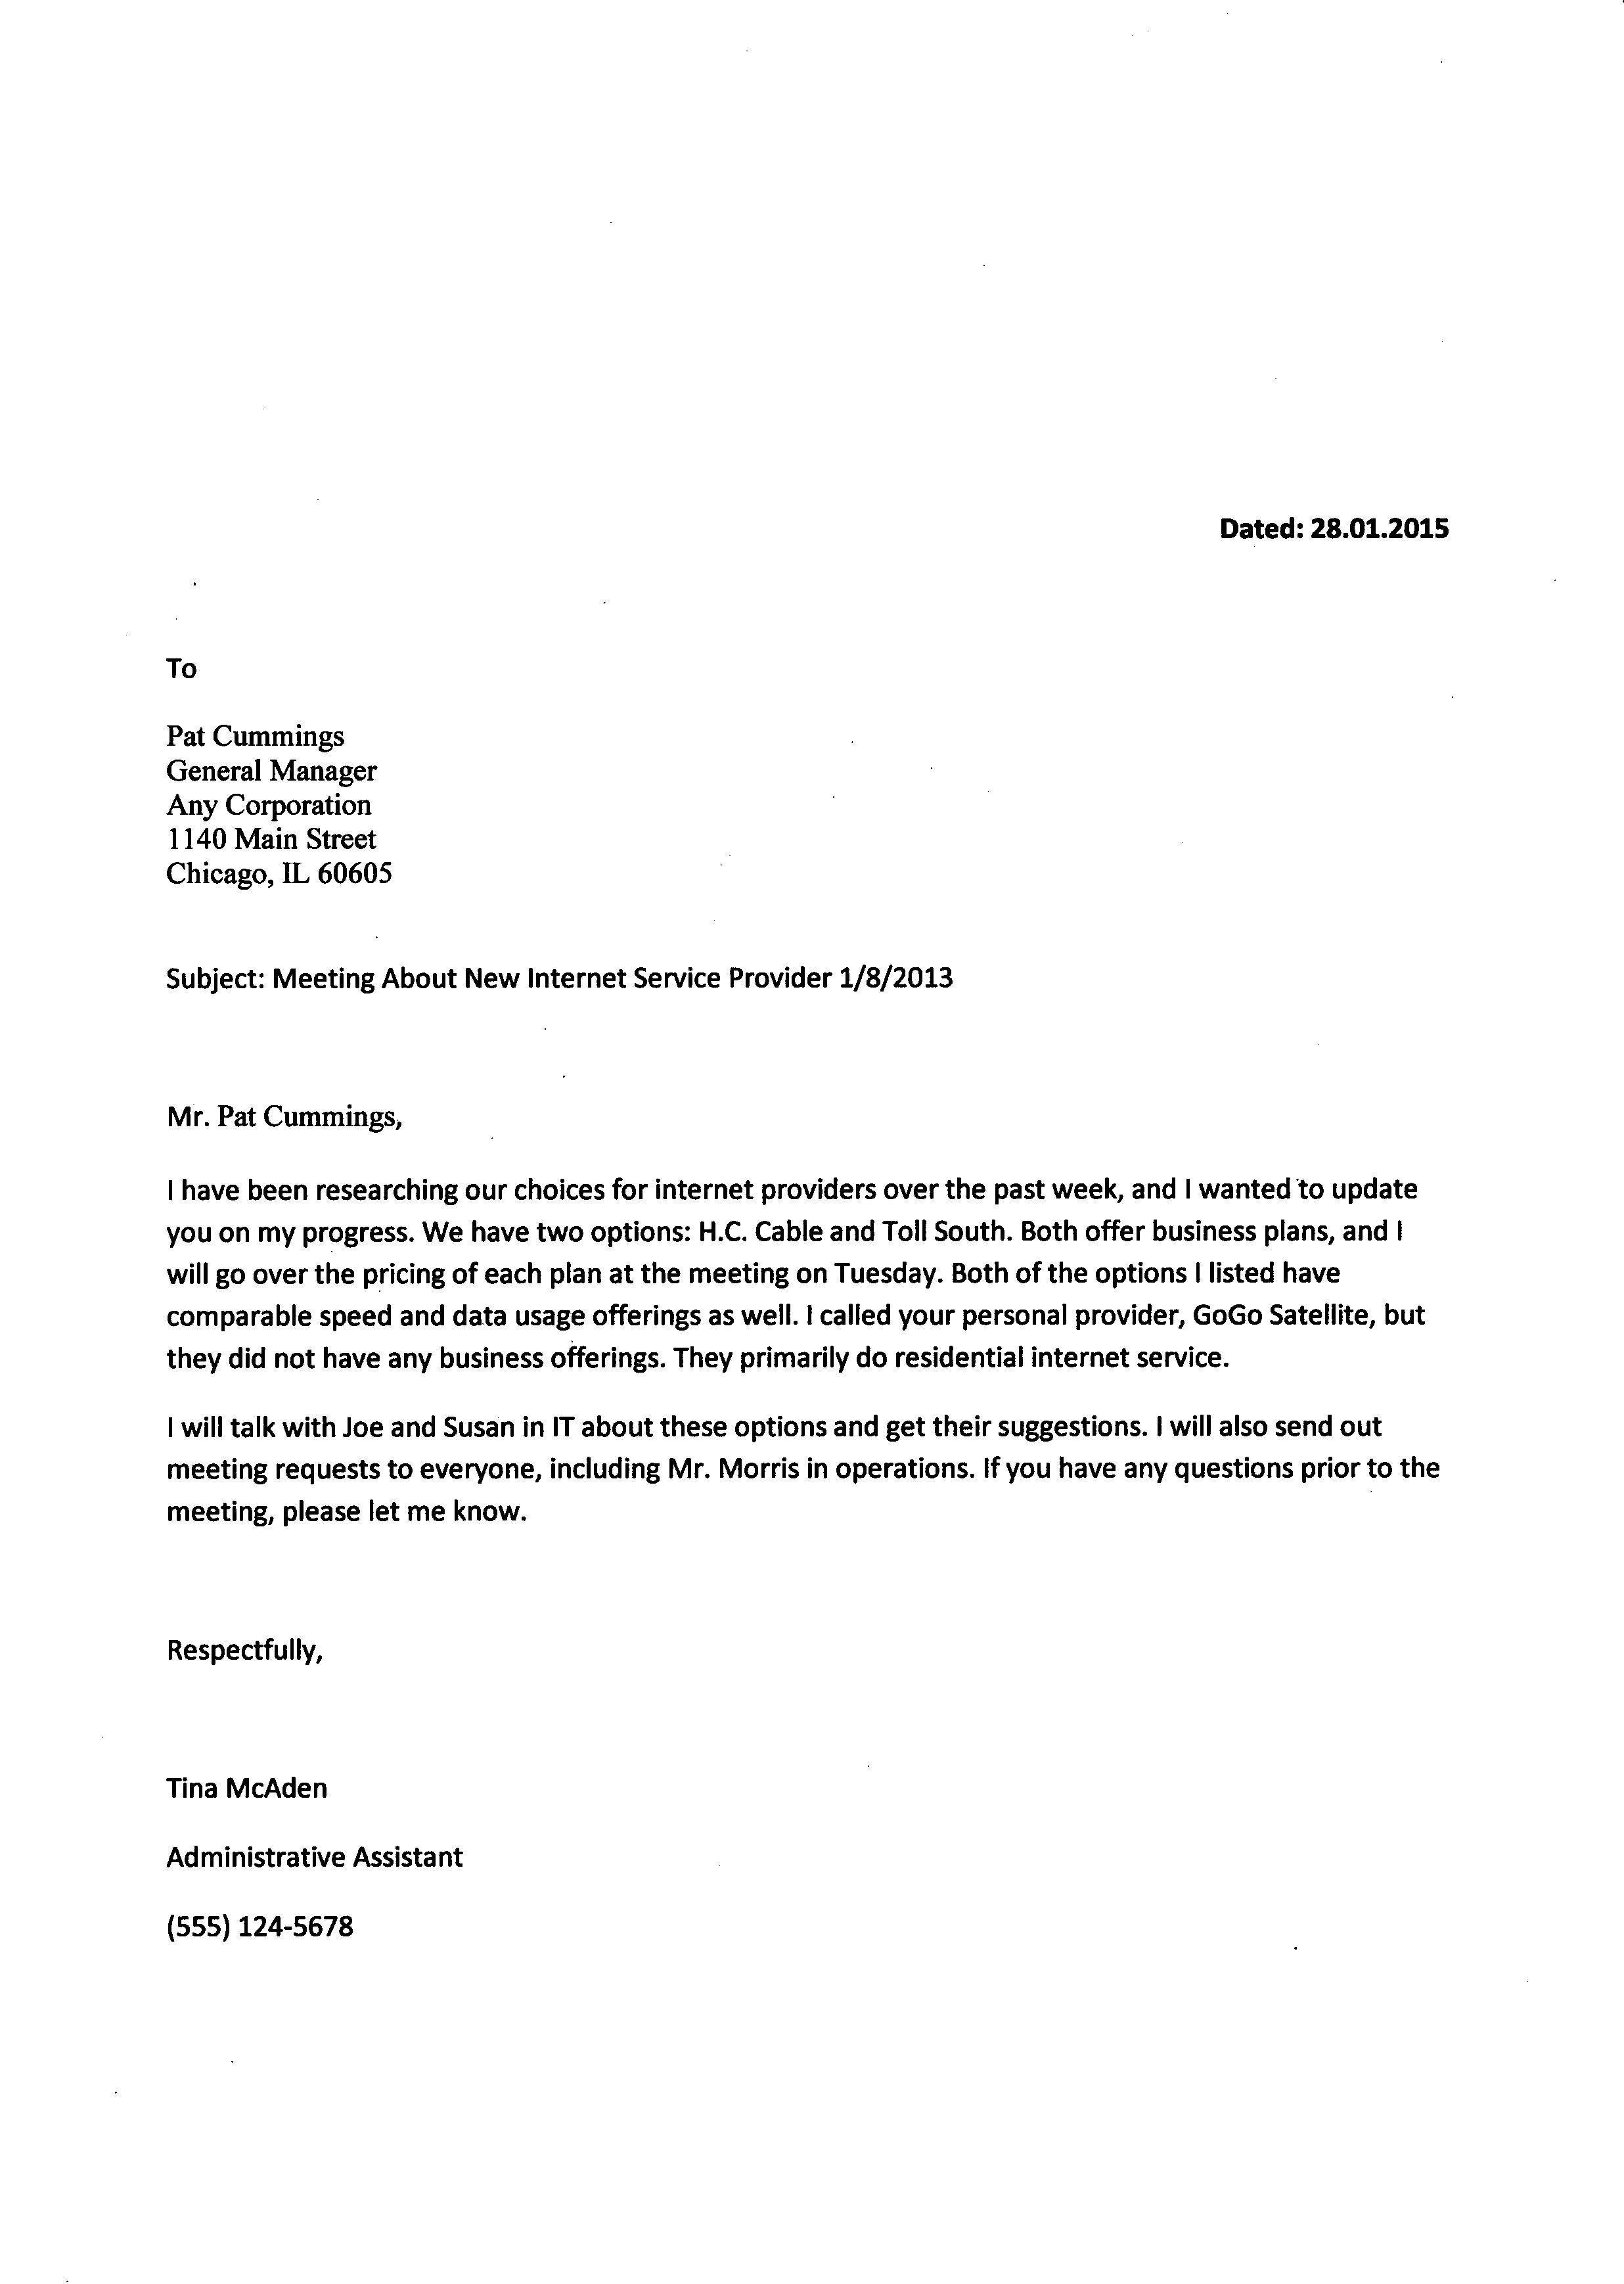 Dated: 28.01.2015
To
Pat Cummings
General Manager
Any Corporation
1140 Main Street
Chicago, IL 60605
Subject: Meeting About New Internet Service Provider 1/8/2013
Mr. Pat Cummings,
I have been researching our choices for internet providers over the past week, and I wanted to update
you on my progress. We have two options: H.C. Cable and Toll South. Both offer business plans, and I
will go over the pricing of each plan at the meeting on Tuesday. Both of the options I listed have
comparable speed and data usage offerings as well. I called your personal provider, GoGo Satellite, but
they did not have any business offerings. They primarily do residential internet service.
I will talk with Joe and Susan in IT about these options and get their suggestions. I will also send out
meeting requests to everyone, including Mr. Morris in operations. If you have any questions prior to the
meeting, please let me know.
Respectfully,
Tina McAden
Administrative Assistant
(555) 124-5678